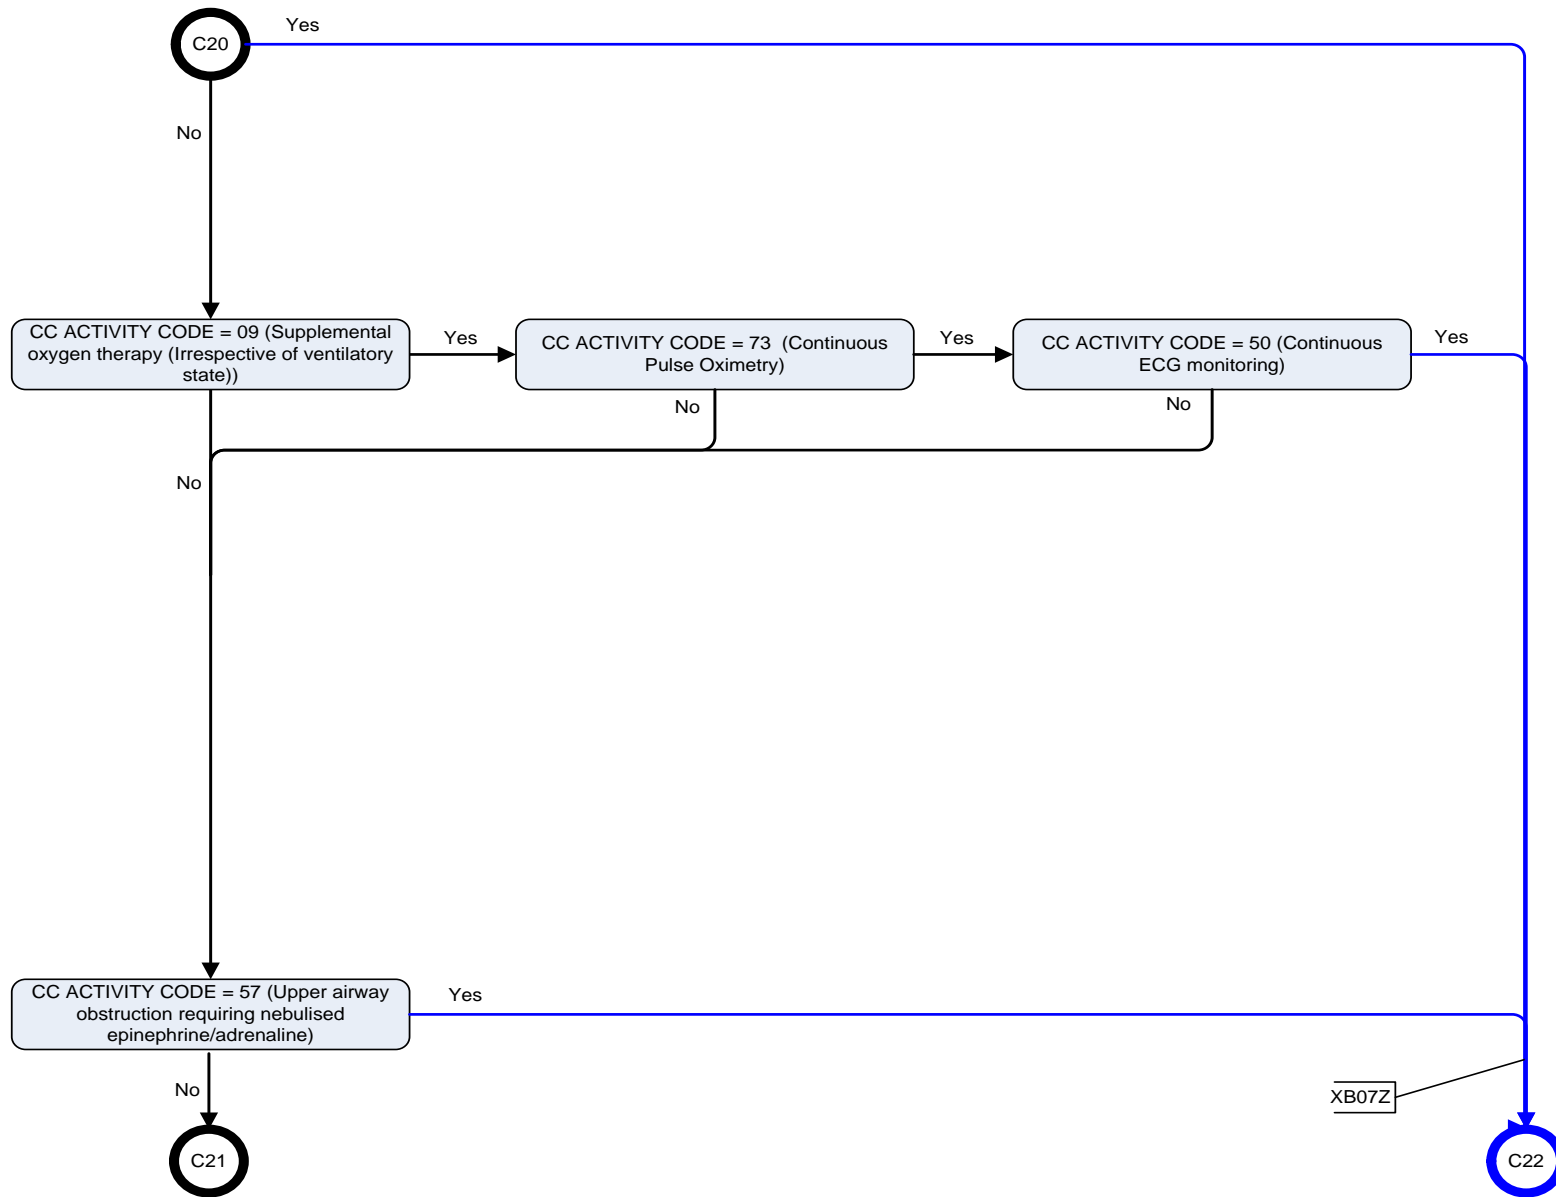 C20
Yes
No
CC ACTIVITY CODE = 09 (Supplemental
oxygen therapy (Irrespective of ventilatory
state))
Yes
CC ACTIVITY CODE = 73  (Continuous
Pulse Oximetry)
Yes
CC ACTIVITY CODE = 50 (Continuous
ECG monitoring)
Yes
No
No
No
CC ACTIVITY CODE = 57 (Upper airway
obstruction requiring nebulised
epinephrine/adrenaline)
Yes
No
XB07Z
C21
C22